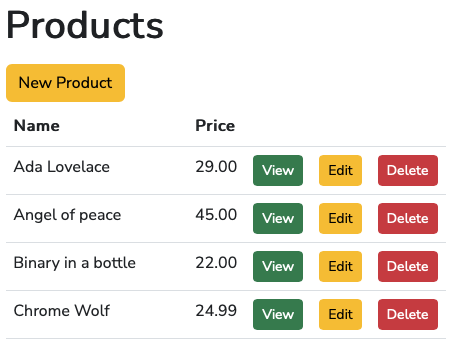 Products
New Product
Name Price
Ada Lovelace 29.00 View Edit Delete
Angel of peace 45.00 View Edit Delete
Binary in a bottle 22.00 View Edit Delete
Chrome Wolf 24.99 View Edit Delete